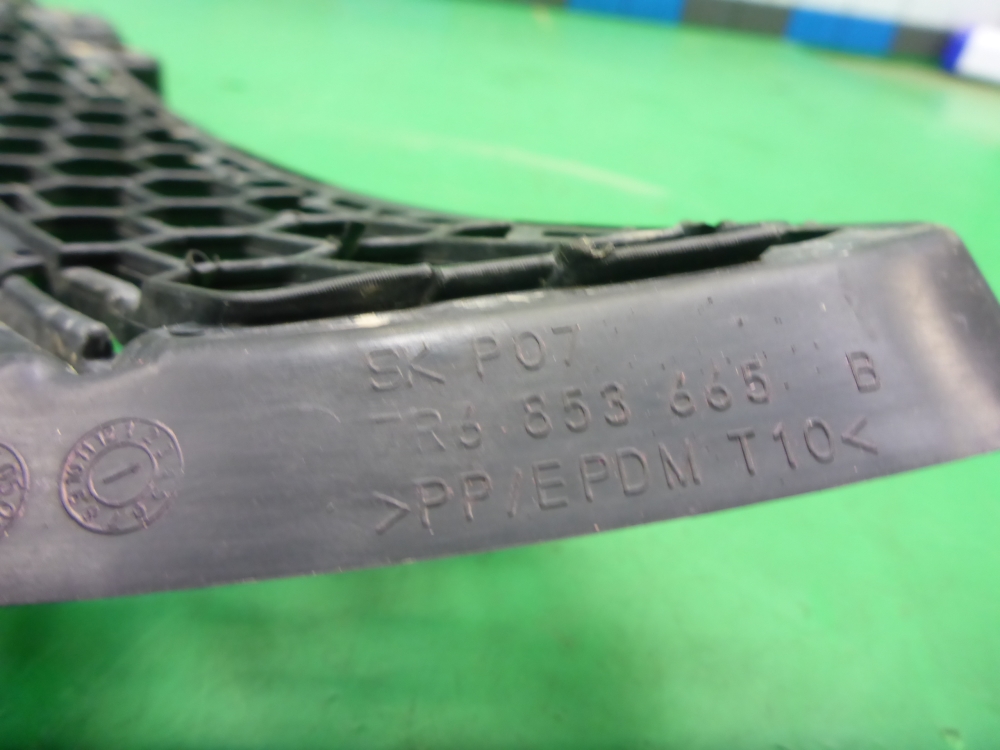 SK P07
7R6 853 665 B
>PP/EPDM T10<